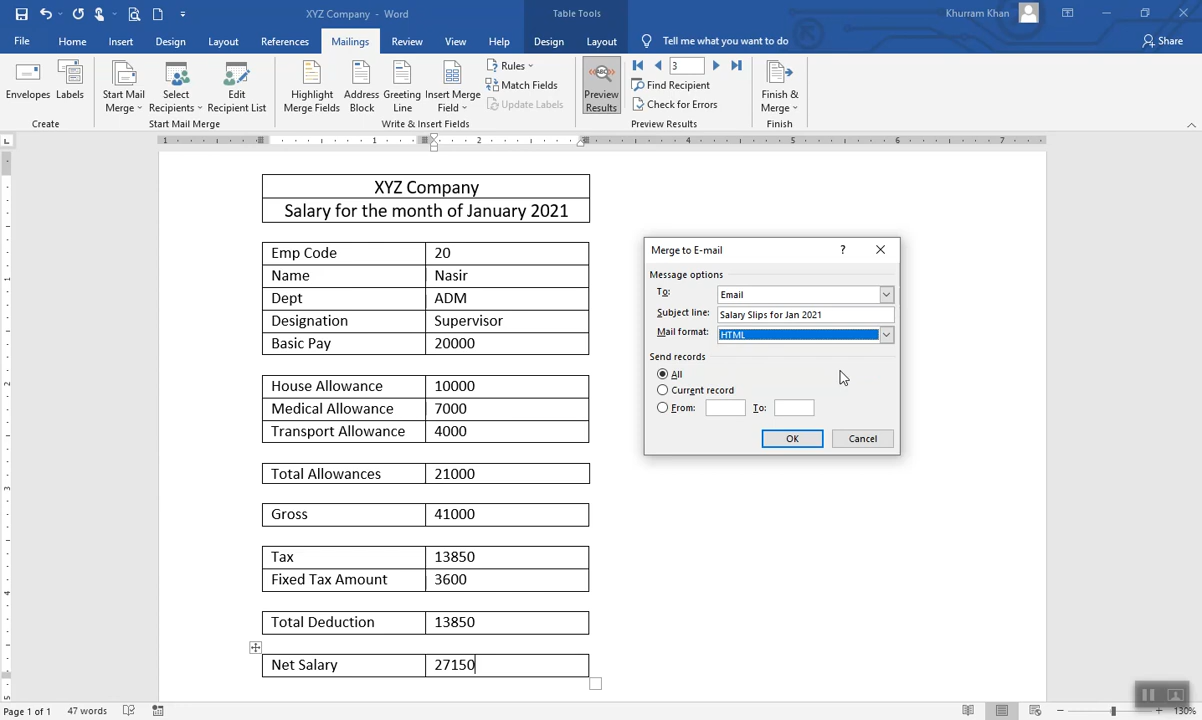 XYZ Company - Word
Table Tools
Khurram Khan
File Home Insert Design Layout References Mailings Review View Help Design Layout Tell me what you want to do Share
Envelopes
Labels
Create
Start Mail Merge
Select Recipients
Edit Recipient List
Start Mail Merge
Highlight Merge Fields
Address Block
Greeting Line
Insert Merge Field
Rules
Match Fields
Update Labels
Write & Insert Fields
ABC
Preview Results
3
Find Recipient
Check for Errors
Preview Results
Finish & Merge
Finish
1 1 2 4 5 6 7
XYZ Company
Salary for the month of January 2021
Emp Code 20
Name Nasir
Dept ADM
Designation Supervisor
Basic Pay 20000
House Allowance 10000
Medical Allowance 7000
Transport Allowance 4000
Total Allowances 21000
Gross 41000
Tax 13850
Fixed Tax Amount 3600
Total Deduction 13850
Net Salary 27150
Merge to E-mail ?
Message options
To: Email
Subject line: Salary Slips for Jan 2021
Mail format: HTML
Send records
All
Current record
From: To:
OK Cancel
Page 1 of 1 47 words 130%